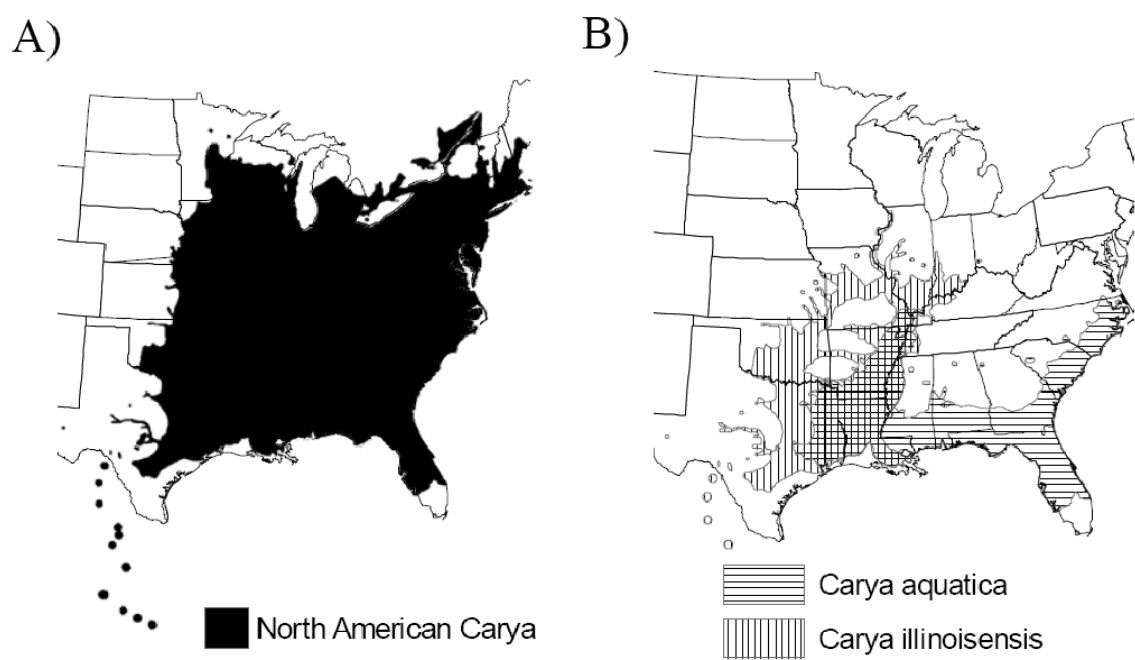 A)
B)
North American Carya
Carya aquatica
Carya illinoisensis